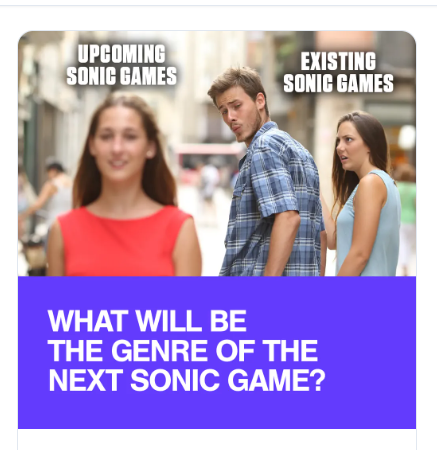 UPCOMING
SONIC GAMES
EXISTING
SONIC GAMES
WHAT WILL BE
THE GENRE OF THE
NEXT SONIC GAME?